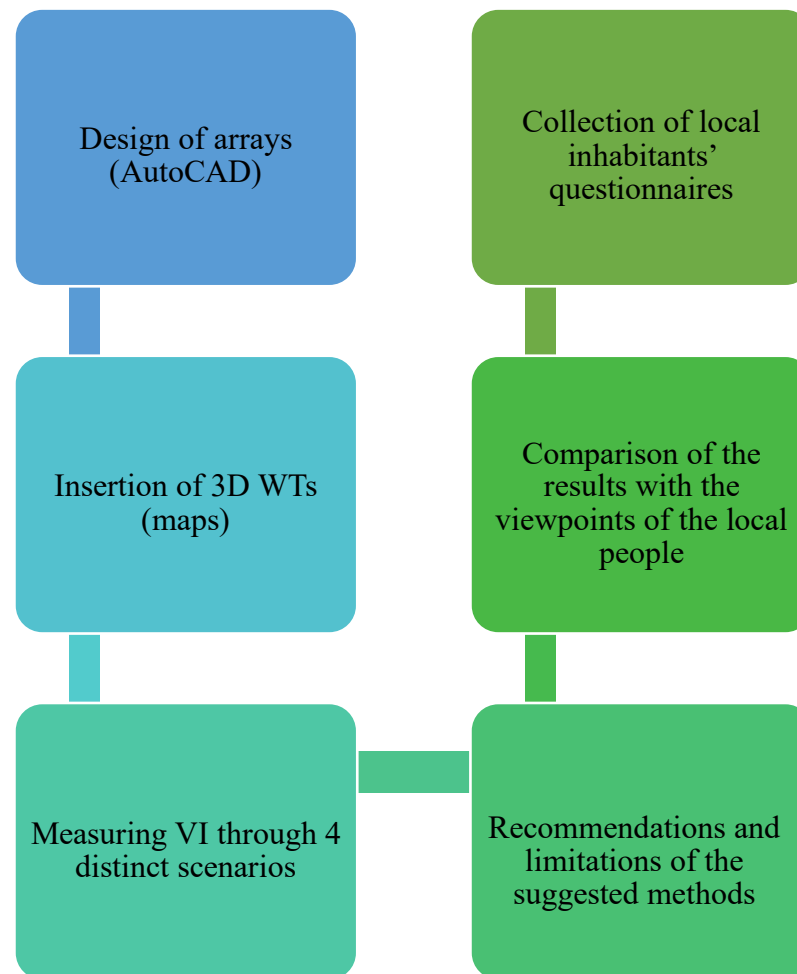 Design of arrays
(AutoCAD)
Insertion of 3D WTs
(maps)
Measuring VI through 4
distinct scenarios
Recommendations and
limitations of the
suggested methods
Comparison of the
results with the
viewpoints of the local
people
Collection of local
inhabitants’
questionnaires